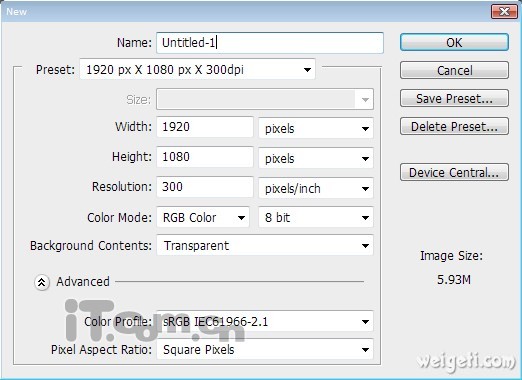 New
Name: Untitled-1
OK
Preset: 1920 px X 1080 px X 300dpi
Cancel
Size:
Save Preset...
Width: 1920 pixels
Delete Preset...
Height: 1080 pixels
Resolution: 300 pixels/inch
Device Central...
Color Mode: RGB Color 8 bit
Background Contents: Transparent
Image Size:
5.93M
Advanced
iT.com.cn
Color Profile: sRGB IEC61966-2.1
Pixel Aspect Ratio: Square Pixels
weigeti.com